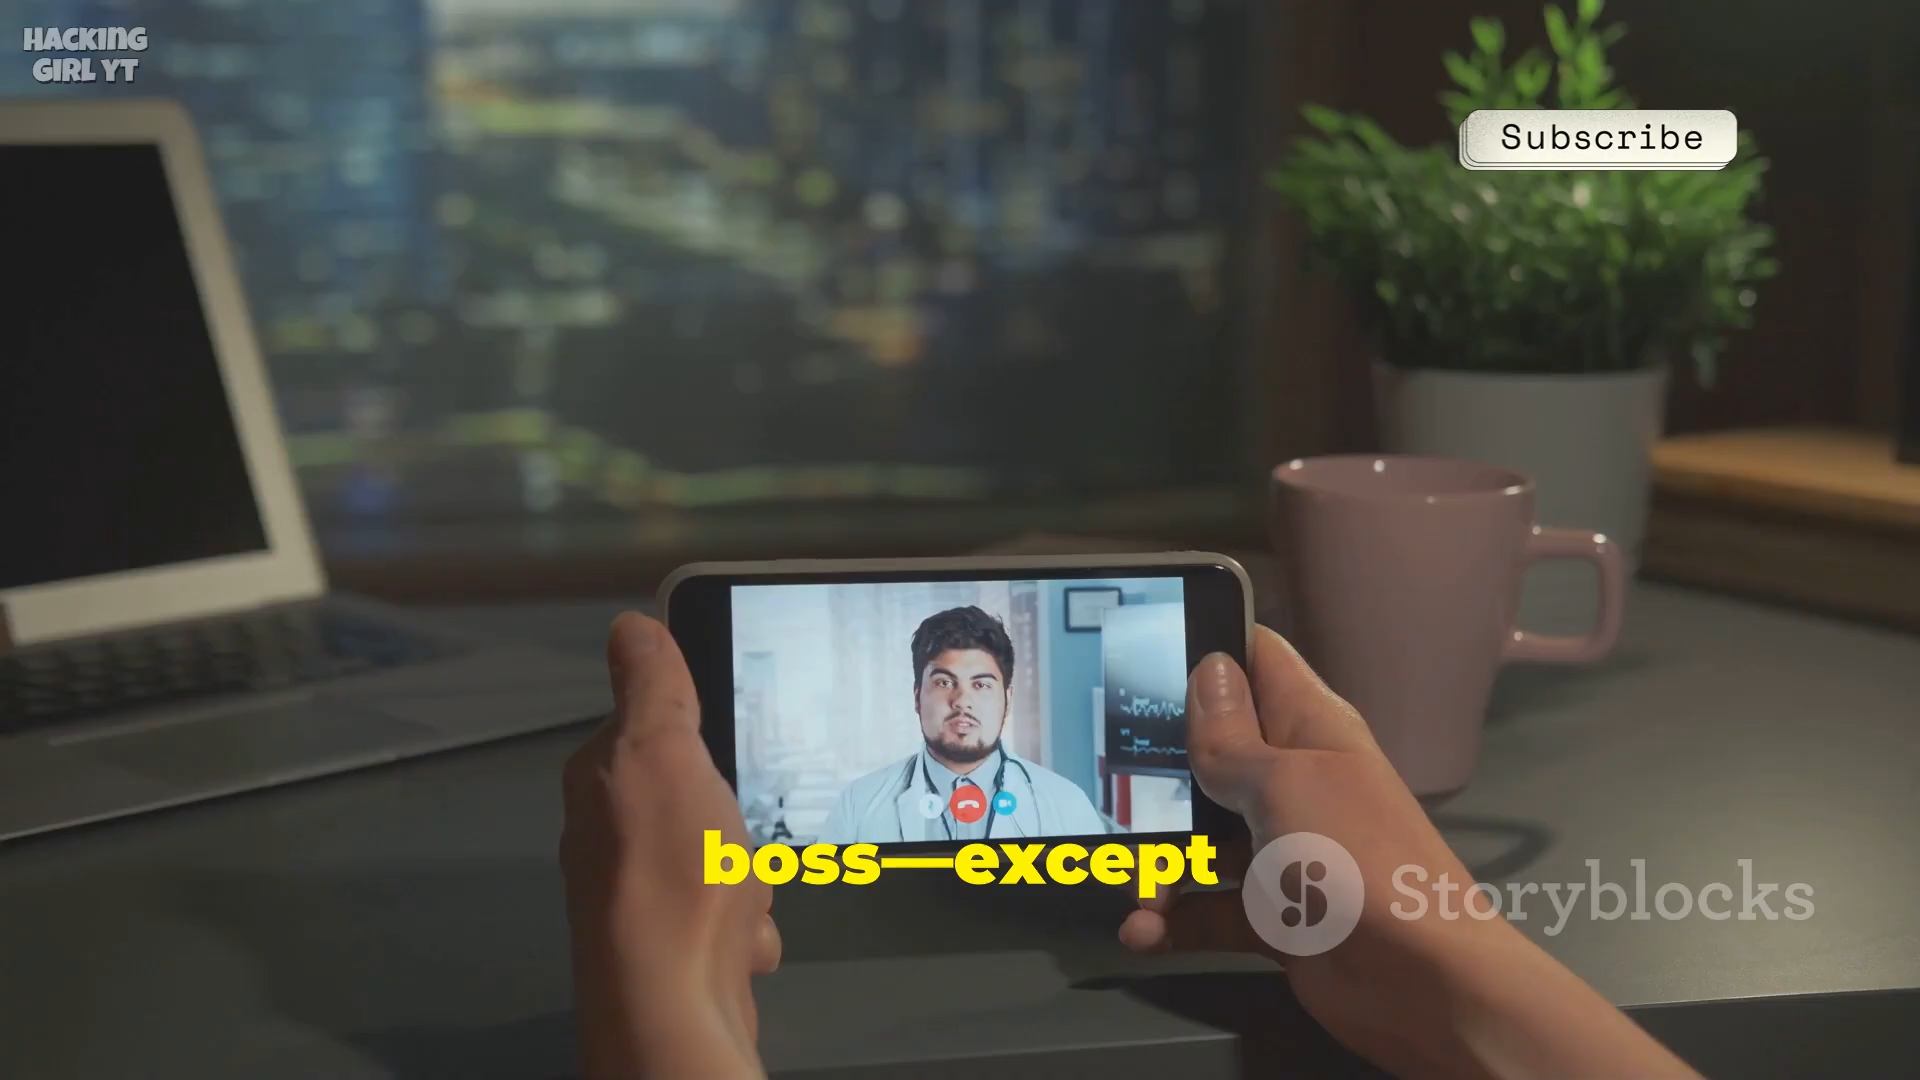 HACKING
GIRL YT
Subscribe
boss—except
Storyblocks